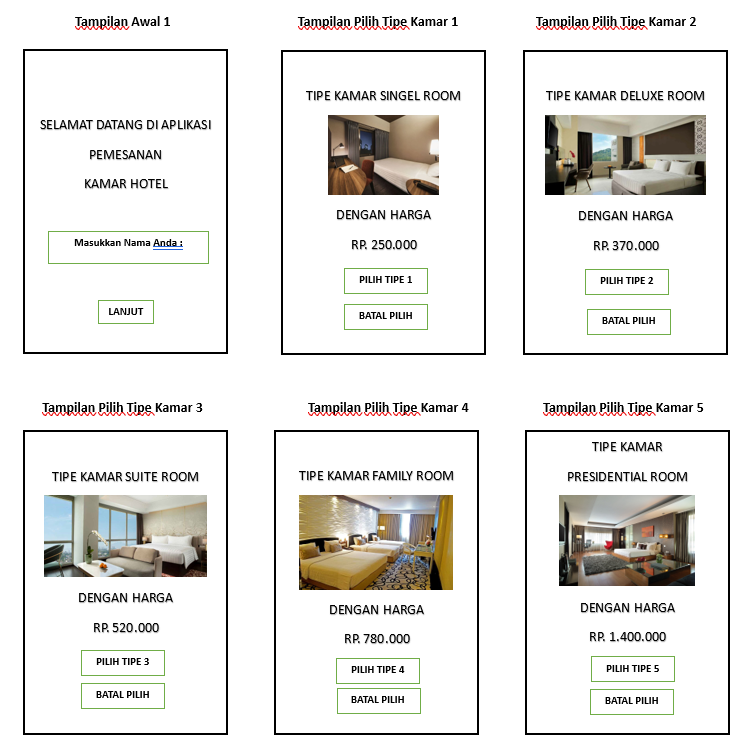 Tampilan Awal 1
SELAMAT DATANG DI APLIKASI
PEMESANAN
KAMAR HOTEL
Masukkan Nama Anda :
LANJUT
Tampilan Pilih Tipe Kamar 1
TIPE KAMAR SINGEL ROOM
DENGAN HARGA
RP. 250.000
PILIH TIPE 1
BATAL PILIH
Tampilan Pilih Tipe Kamar 2
TIPE KAMAR DELUXE ROOM
DENGAN HARGA
RP. 370.000
PILIH TIPE 2
BATAL PILIH
Tampilan Pilih Tipe Kamar 3
TIPE KAMAR SUITE ROOM
DENGAN HARGA
RP. 520.000
PILIH TIPE 3
BATAL PILIH
Tampilan Pilih Tipe Kamar 4
TIPE KAMAR FAMILY ROOM
DENGAN HARGA
RP. 780.000
PILIH TIPE 4
BATAL PILIH
Tampilan Pilih Tipe Kamar 5
TIPE KAMAR
PRESIDENTIAL ROOM
DENGAN HARGA
RP. 1.400.000
PILIH TIPE 5
BATAL PILIH